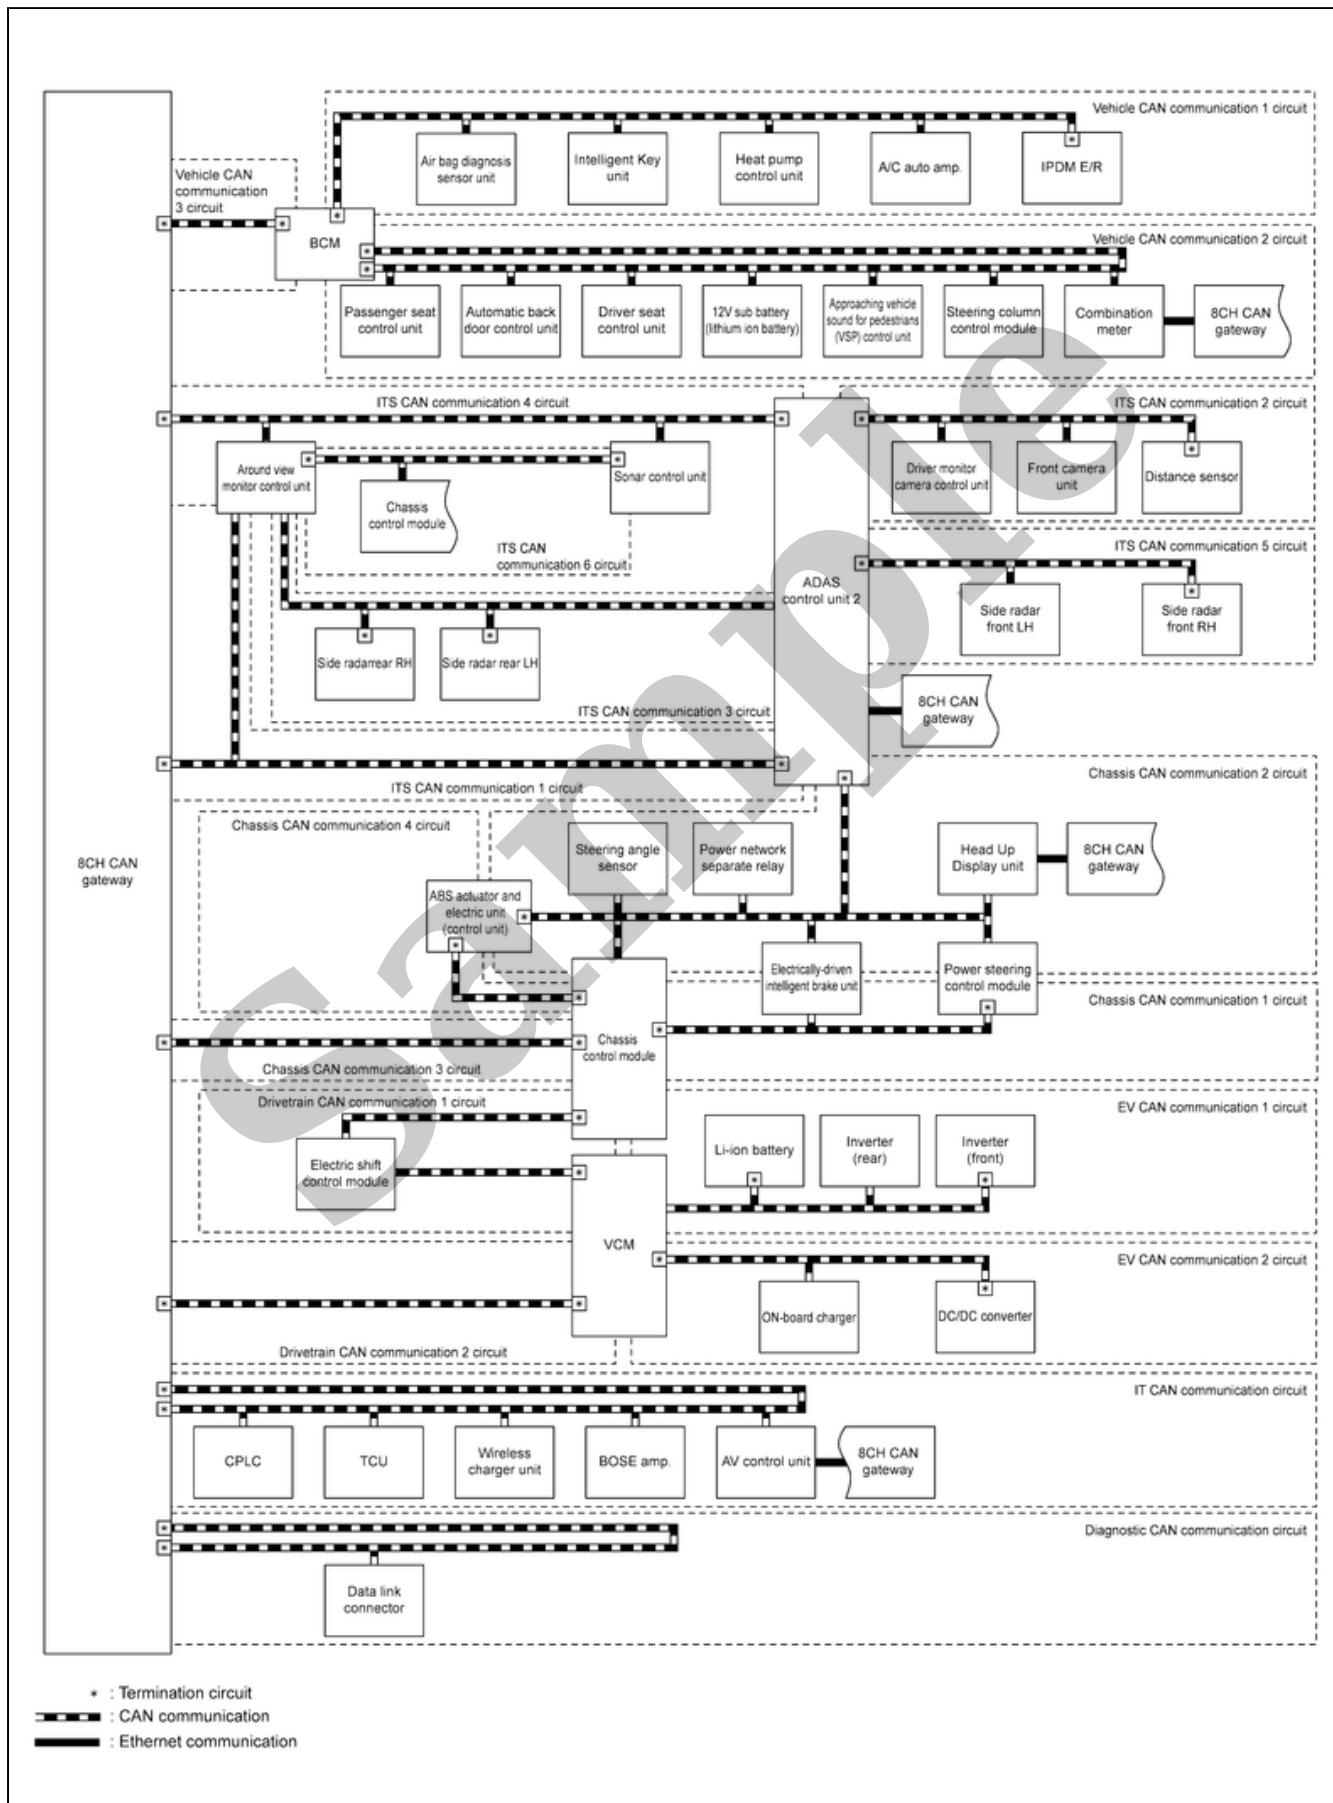 Vehicle CAN communication 1 circuit
Air bag diagnosis
sensor unit
Intelligent Key
unit
Heat pump
control unit
A/C auto amp.
IPDM E/R
Vehicle CAN
communication
3 circuit
BCM
Vehicle CAN communication 2 circuit
Passenger seat
control unit
Automatic back
door control unit
Driver seat
control unit
12V sub battery
(lithium ion battery)
Approaching vehicle
sound for pedestrians
(VSP) control unit
Steering column
control module
Combination
meter
8CH CAN
gateway
ITS CAN communication 4 circuit
ITS CAN communication 2 circuit
Around view
monitor control unit
Chassis
control module
Sonar control unit
Driver monitor
camera control unit
Front camera
unit
Distance sensor
ITS CAN
communication 6 circuit
ITS CAN communication 5 circuit
ADAS
control unit 2
Side radar
front LH
Side radar
front RH
Side radarrear RH
Side radar rear LH
8CH CAN
gateway
ITS CAN communication 3 circuit
ITS CAN communication 1 circuit
Chassis CAN communication 2 circuit
Chassis CAN communication 4 circuit
8CH CAN
gateway
Steering angle
sensor
Power network
separate relay
Head Up
Display unit
8CH CAN
gateway
ABS actuator and
electric unit
(control unit)
Electrically-driven
intelligent brake unit
Power steering
control module
Chassis CAN communication 1 circuit
Chassis
control module
Chassis CAN communication 3 circuit
Drivetrain CAN communication 1 circuit
EV CAN communication 1 circuit
Electric shift
control module
Li-ion battery
Inverter
(rear)
Inverter
(front)
VCM
EV CAN communication 2 circuit
ON-board charger
DC/DC converter
Drivetrain CAN communication 2 circuit
IT CAN communication circuit
CPLC
TCU
Wireless
charger unit
BOSE amp.
AV control unit
8CH CAN
gateway
Diagnostic CAN communication circuit
Data link
connector
* : Termination circuit
: CAN communication
: Ethernet communication
Sample